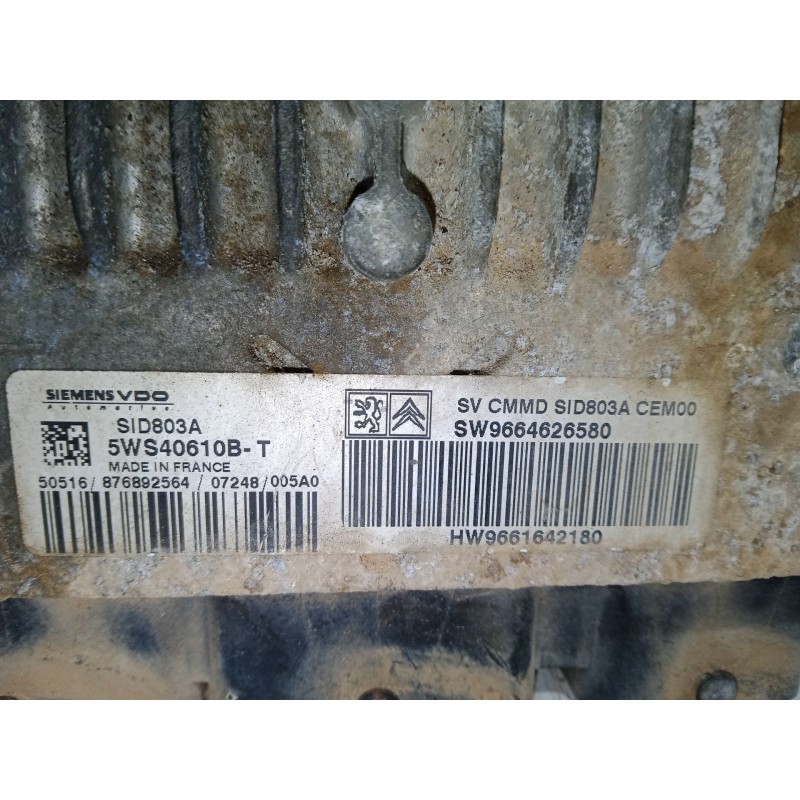 SIEMENS VDO
Automotive
SID803A
5WS40610B-T
MADE IN FRANCE
50516/876892564/07248/005A0
SV CMMD SID803A CEM00
SW9664626580
HW9661642180